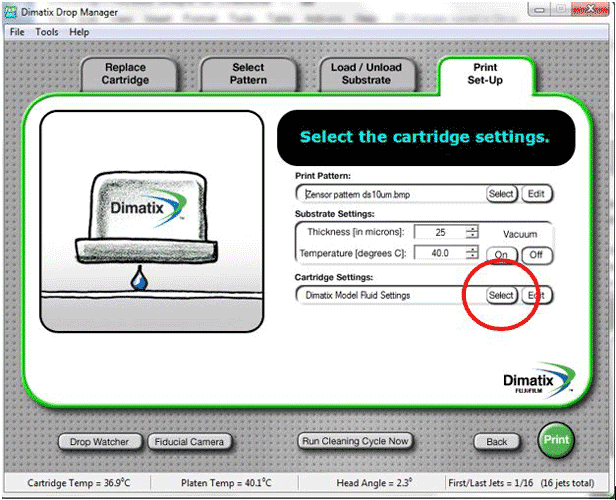 Dimatix Drop Manager
File Tools Help
Replace Cartridge
Select Pattern
Load / Unload Substrate
Print Set-Up
Select the cartridge settings.
Dimatix
Print Pattern:
Zensor pattern ds10um.bmp Select Edit
Substrate Settings:
Thickness [in microns]: 25 Vacuum
Temperature [degrees C]: 40.0 On Off
Cartridge Settings:
Dimatix Model Fluid Settings Select Edit
Dimatix
FUJIFILM
Drop Watcher Fiducial Camera Run Cleaning Cycle Now Back Print
Cartridge Temp = 36.9°C Platen Temp = 40.1°C Head Angle = 2.3° First/Last Jets = 1/16 (16 jets total)